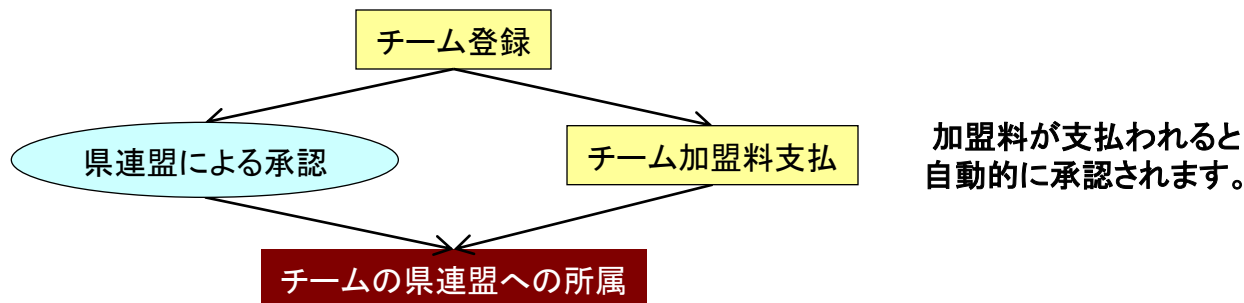 チーム登録
県連盟による承認
チーム加盟料支払
加盟料が支払われると
自動的に承認されます。
チームの県連盟への所属